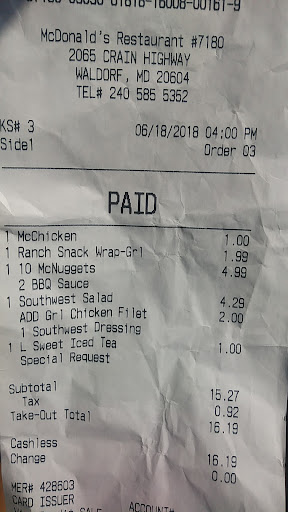 McDonald's Restaurant #7180
2065 CRAIN HIGHWAY
WALDORF, MD 20604
TEL# 240 585 5352
KS# 3 06/18/2018 04:00 PM
Side1 Order 03
PAID
1 McChicken 1.00
1 Ranch Snack Wrap-Grl 1.99
1 10 McNuggets 4.99
2 BBQ Sauce
1 Southwest Salad 4.29
ADD Grl Chicken Filet 2.00
1 Southwest Dressing
1 L Sweet Iced Tea 1.00
Special Request
Subtotal 15.27
Tax 0.92
Take-Out Total 16.19
Cashless 16.19
Change 0.00
MER# 428603
CARD ISSUER ACCOUNT#